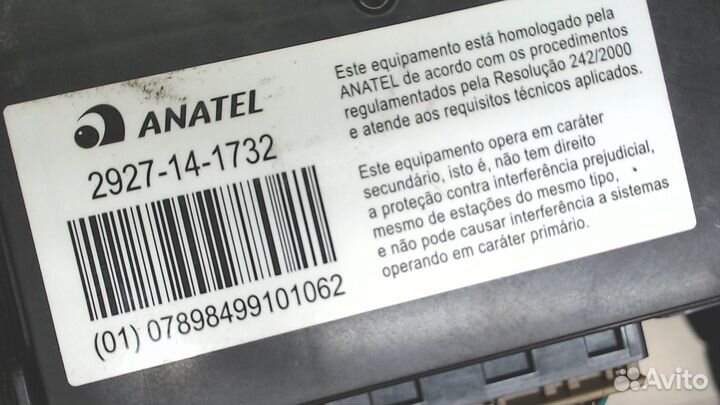 ANATEL
2927-14-1732
(01) 07898499101062
Este equipamento está homologado pela
ANATEL de acordo com os procedimentos
regulamentados pela Resolução 242/2000
e atende aos requisitos técnicos aplicados.
Este equipamento opera em caráter
secundário, isto é, não tem direito
a proteção contra interferência prejudicial,
mesmo de estações do mesmo tipo,
e não pode causar interferência a sistemas
operando em caráter primário.
Avito